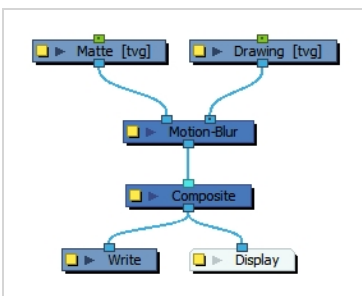 Matte [tvg]
Drawing [tvg]
Motion-Blur
Composite
Write
Display